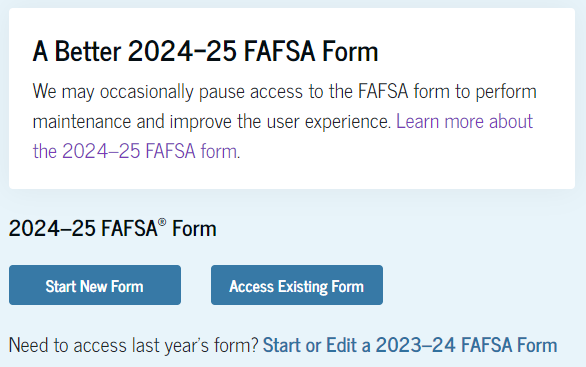 A Better 2024–25 FAFSA Form
We may occasionally pause access to the FAFSA form to perform
maintenance and improve the user experience. Learn more about
the 2024–25 FAFSA form.
2024–25 FAFSA® Form
Start New Form
Access Existing Form
Need to access last year's form? Start or Edit a 2023–24 FAFSA Form